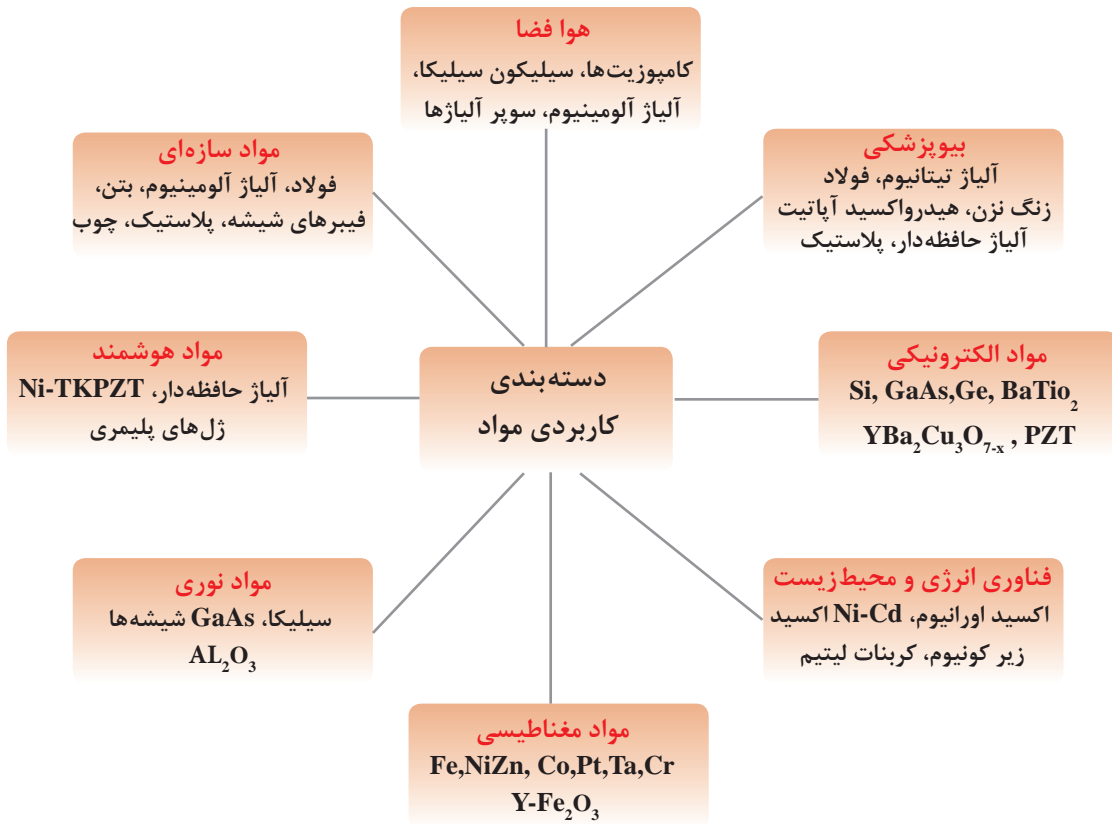 هوا فضا
کامپوزیت‌ها، سیلیکون سیلیکا،
آلیاژ آلومینیوم، سوپر آلیاژها
مواد سازه‌ای
فولاد، آلیاژ آلومینیوم، بتن،
فیبرهای شیشه، پلاستیک، چوب
بیوپزشکی
آلیاژ تیتانیوم، فولاد
زنگ نزن، هیدرواکسید آپاتیت
آلیاژ حافظه‌دار، پلاستیک
مواد هوشمند
آلیاژ حافظه‌دار، Ni-TKPZT
ژل‌های پلیمری
دسته‌بندی
کاربردی مواد
مواد الکترونیکی
Si, GaAs,Ge, BaTio₂
YBa₂Cu₃O₇₋ₓ , PZT
مواد نوری
سیلیکا، GaAs شیشه‌ها
AL₂O₃
فناوری انرژی و محیط‌زیست
اکسید اورانیوم، Ni-Cd اکسید
زیر کونیوم، کربنات لیتیم
مواد مغناطیسی
Fe,NiZn, Co,Pt,Ta,Cr
Y-Fe₂O₃